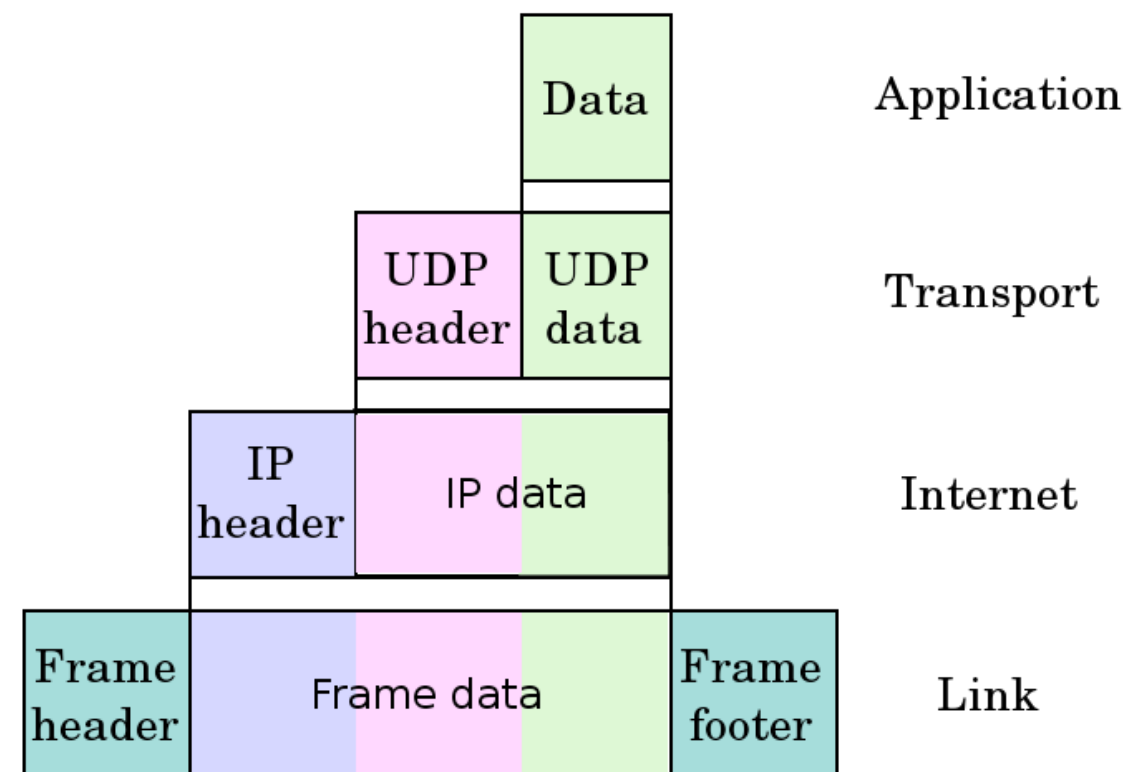 Data
Application
UDP
header
UDP
data
Transport
IP
header
IP data
Internet
Frame
header
Frame data
Frame
footer
Link